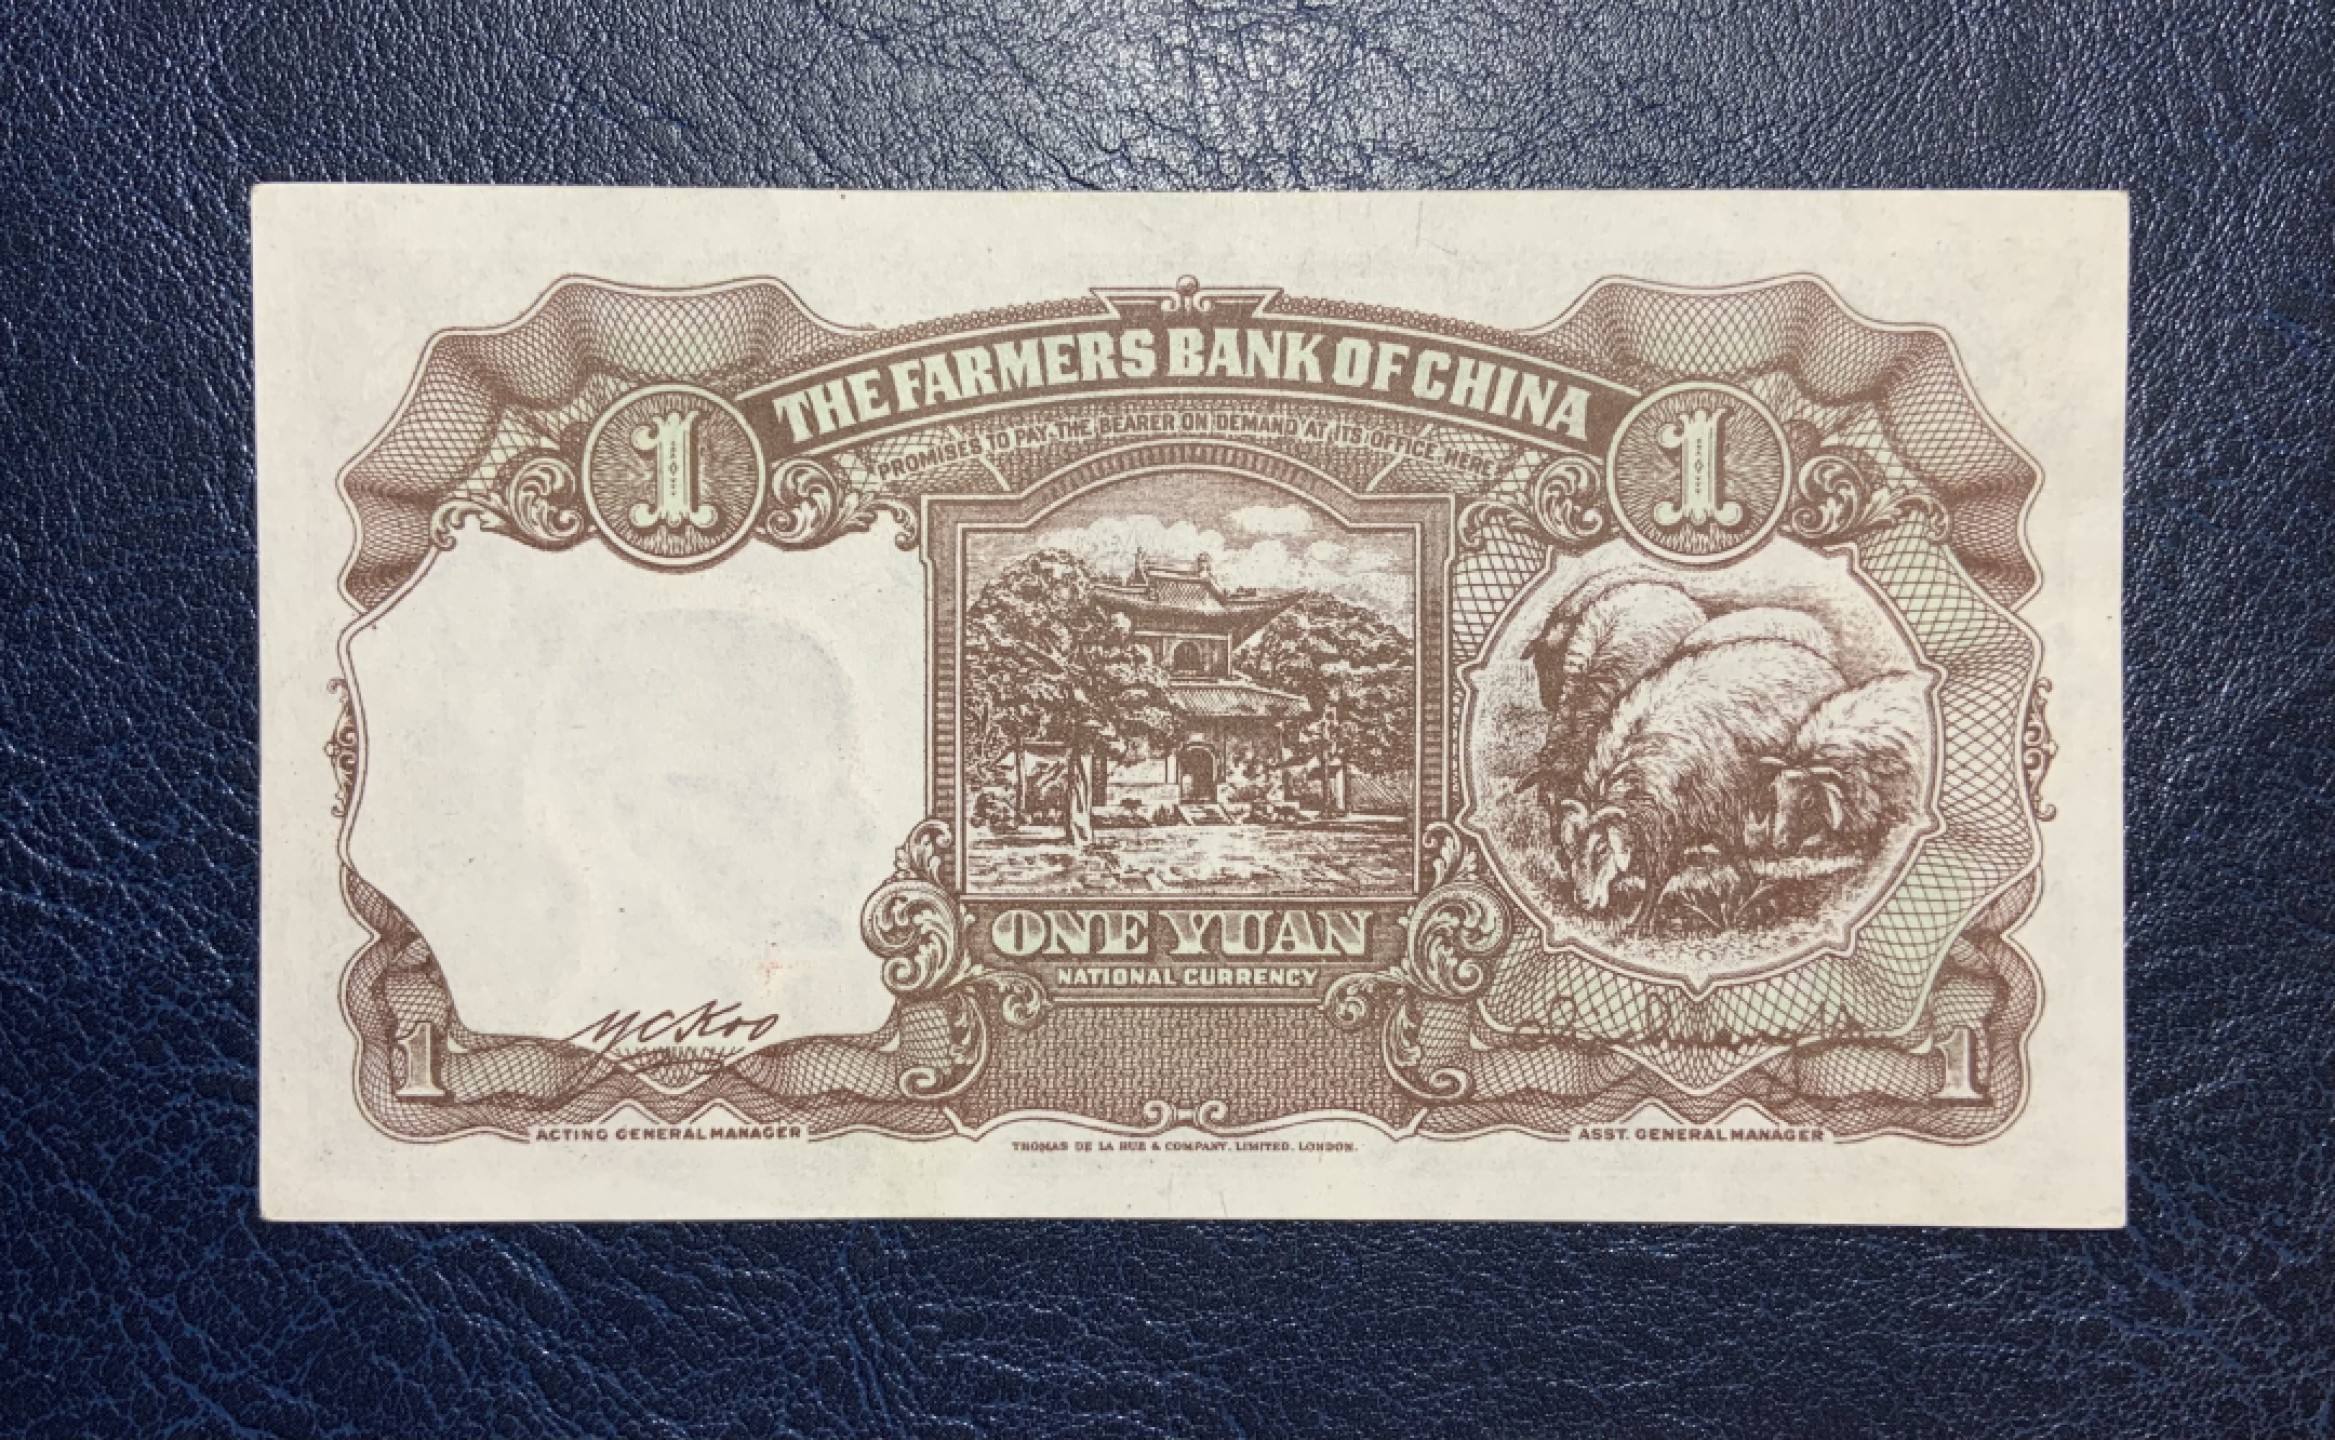 THE FARMERS BANK OF CHINA
PROMISES TO PAY THE BEARER ON DEMAND AT ITS OFFICE HERE
1 1
ONE YUAN
NATIONAL CURRENCY
Y C Koo
1 1
ACTING GENERAL MANAGER
ASST. GENERAL MANAGER
THOMAS DE LA RUE & COMPANY, LIMITED, LONDON.